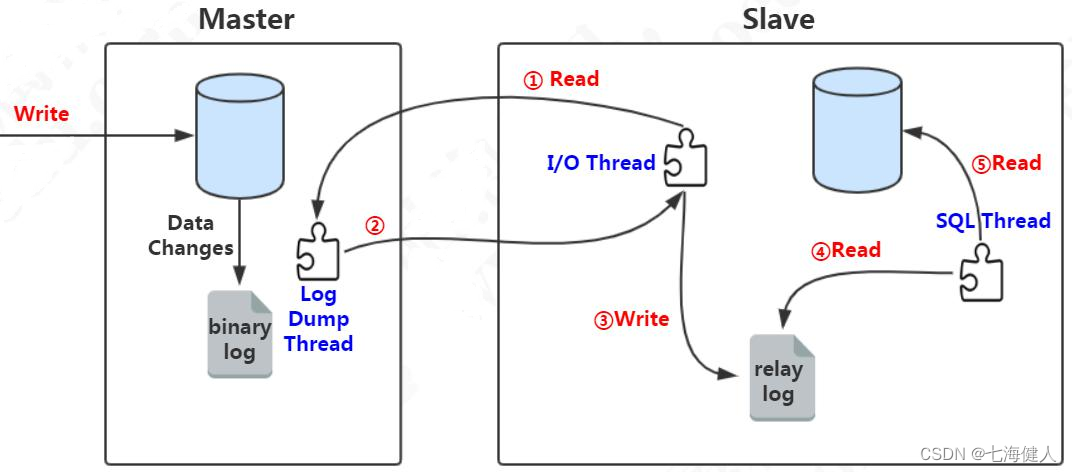 Master
Slave
Write
① Read
I/O Thread
⑤Read
Data
Changes
②
SQL Thread
④Read
Log
Dump
Thread
binary
log
③Write
relay
log
CSDN @七海健人